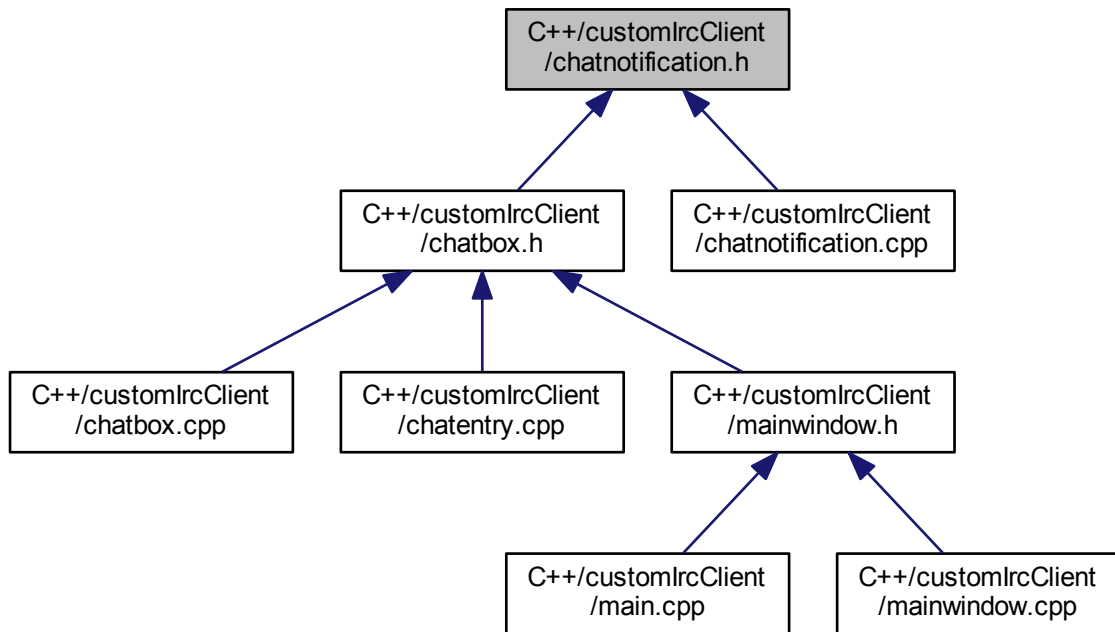 C++/customIrcClient
/chatnotification.h
C++/customIrcClient
/chatbox.h
C++/customIrcClient
/chatnotification.cpp
C++/customIrcClient
/chatbox.cpp
C++/customIrcClient
/chatentry.cpp
C++/customIrcClient
/mainwindow.h
C++/customIrcClient
/main.cpp
C++/customIrcClient
/mainwindow.cpp